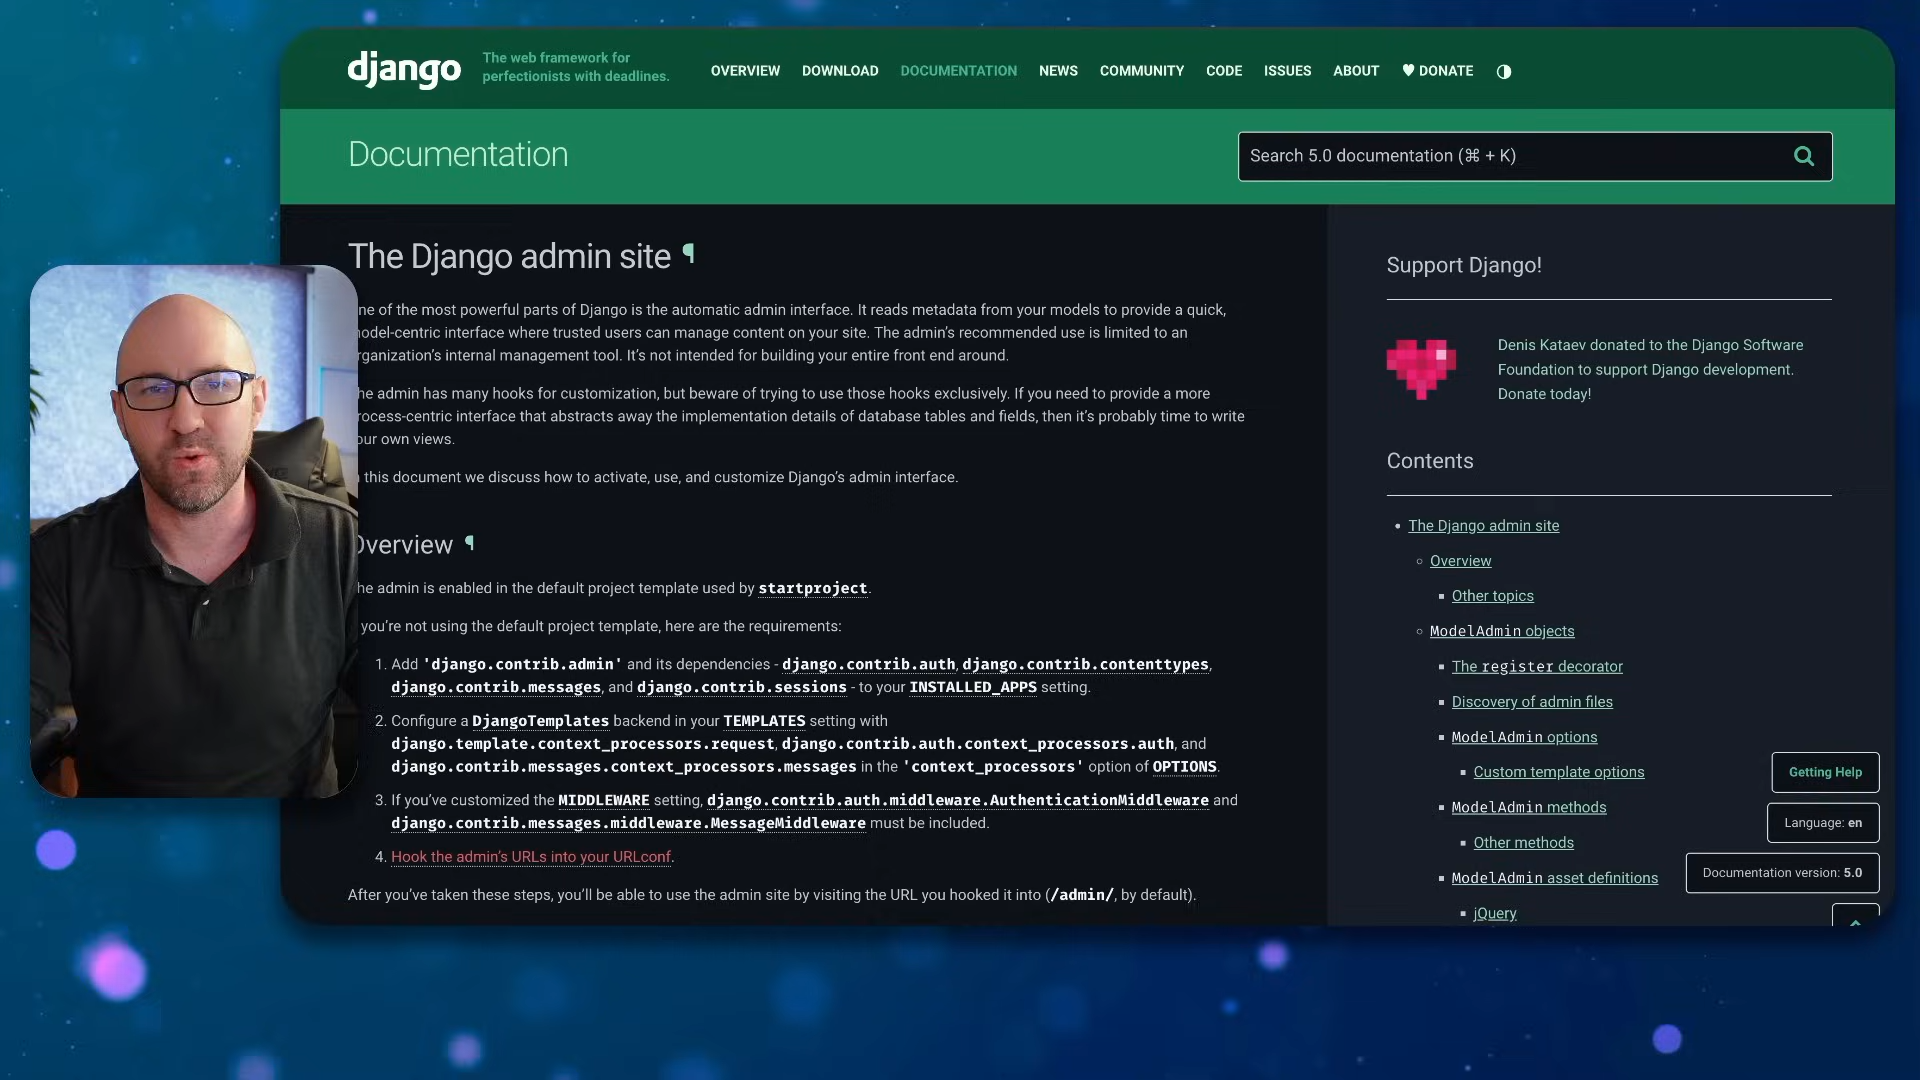 django
The web framework for
perfectionists with deadlines.
OVERVIEW DOWNLOAD DOCUMENTATION NEWS COMMUNITY CODE ISSUES ABOUT ♥ DONATE
Documentation
Search 5.0 documentation (⌘ + K)
The Django admin site ¶
ne of the most powerful parts of Django is the automatic admin interface. It reads metadata from your models to provide a quick,
odel-centric interface where trusted users can manage content on your site. The admin’s recommended use is limited to an
rganization’s internal management tool. It’s not intended for building your entire front end around.
he admin has many hooks for customization, but beware of trying to use those hooks exclusively. If you need to provide a more
rocess-centric interface that abstracts away the implementation details of database tables and fields, then it’s probably time to write
our own views.
this document we discuss how to activate, use, and customize Django’s admin interface.
Overview ¶
he admin is enabled in the default project template used by startproject.
you’re not using the default project template, here are the requirements:
1. Add 'django.contrib.admin' and its dependencies - django.contrib.auth, django.contrib.contenttypes,
django.contrib.messages, and django.contrib.sessions - to your INSTALLED_APPS setting.
2. Configure a DjangoTemplates backend in your TEMPLATES setting with
django.template.context_processors.request, django.contrib.auth.context_processors.auth, and
django.contrib.messages.context_processors.messages in the 'context_processors' option of OPTIONS.
3. If you’ve customized the MIDDLEWARE setting, django.contrib.auth.middleware.AuthenticationMiddleware and
django.contrib.messages.middleware.MessageMiddleware must be included.
4. Hook the admin’s URLs into your URLconf.
After you’ve taken these steps, you’ll be able to use the admin site by visiting the URL you hooked it into (/admin/, by default).
Support Django!
Denis Kataev donated to the Django Software
Foundation to support Django development.
Donate today!
Contents
The Django admin site
Overview
Other topics
ModelAdmin objects
The register decorator
Discovery of admin files
ModelAdmin options
Custom template options
ModelAdmin methods
Other methods
ModelAdmin asset definitions
jQuery
Getting Help
Language: en
Documentation version: 5.0